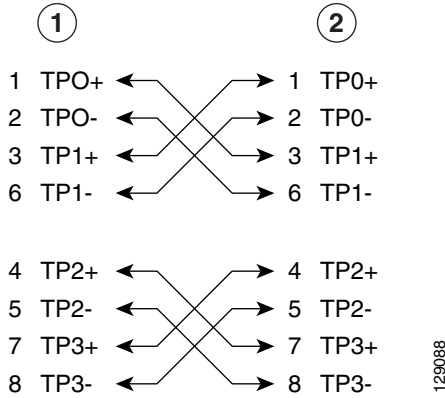 1 2
1 TPO+ 1 TP0+
2 TPO- 2 TP0-
3 TP1+ 3 TP1+
6 TP1- 6 TP1-
4 TP2+ 4 TP2+
5 TP2- 5 TP2-
7 TP3+ 7 TP3+
8 TP3- 8 TP3-
129088